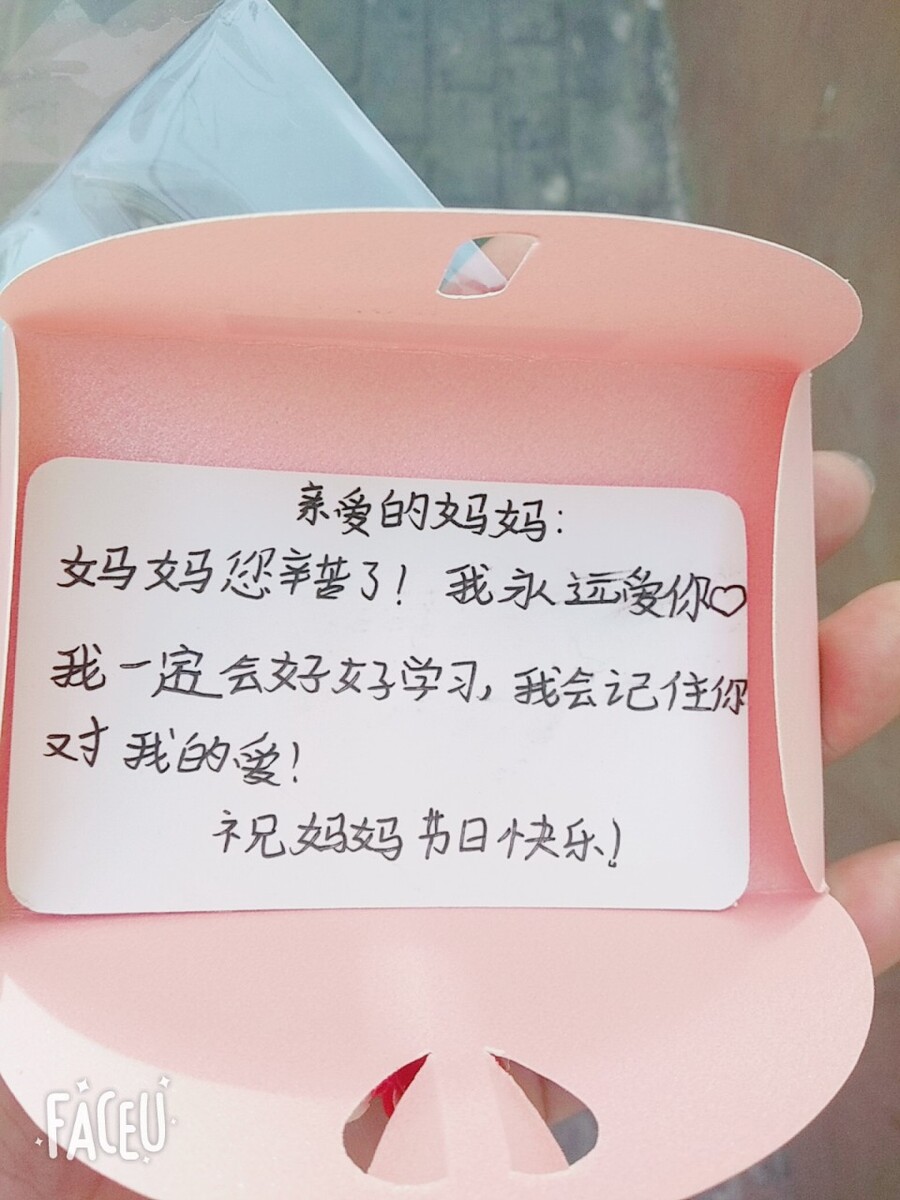 亲爱的妈妈：
妈妈您辛苦了！我永远爱你♡
我一定会好好学习，我会记住你
对我的爱！
祝妈妈节日快乐！
FACEU